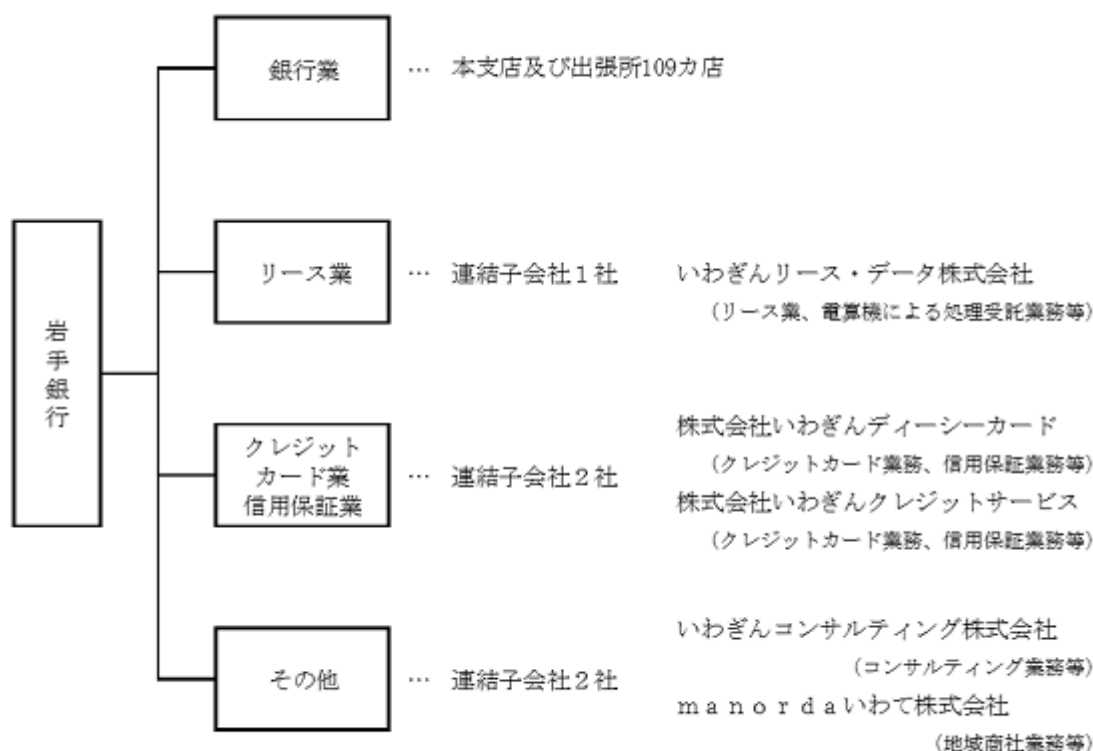 銀行業 … 本支店及び出張所109カ店
岩手銀行
リース業 … 連結子会社1社 いわぎんリース・データ株式会社
(リース業、電算機による処理受託業務等)
クレジット
カード業
信用保証業
… 連結子会社2社
株式会社いわぎんディーシーカード
(クレジットカード業務、信用保証業務等)
株式会社いわぎんクレジットサービス
(クレジットカード業務、信用保証業務等)
その他 … 連結子会社2社
いわぎんコンサルティング株式会社
(コンサルティング業務等)
ｍａｎｏｒｄａいわて株式会社
(地域商社業務等)